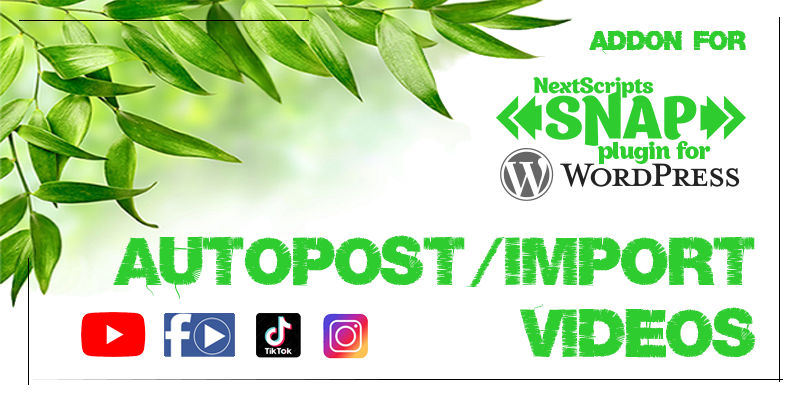 ADDON FOR
NextScripts
SNAP
plugin for
WORDPRESS
AUTOPOST/IMPORT
VIDEOS
TikTok